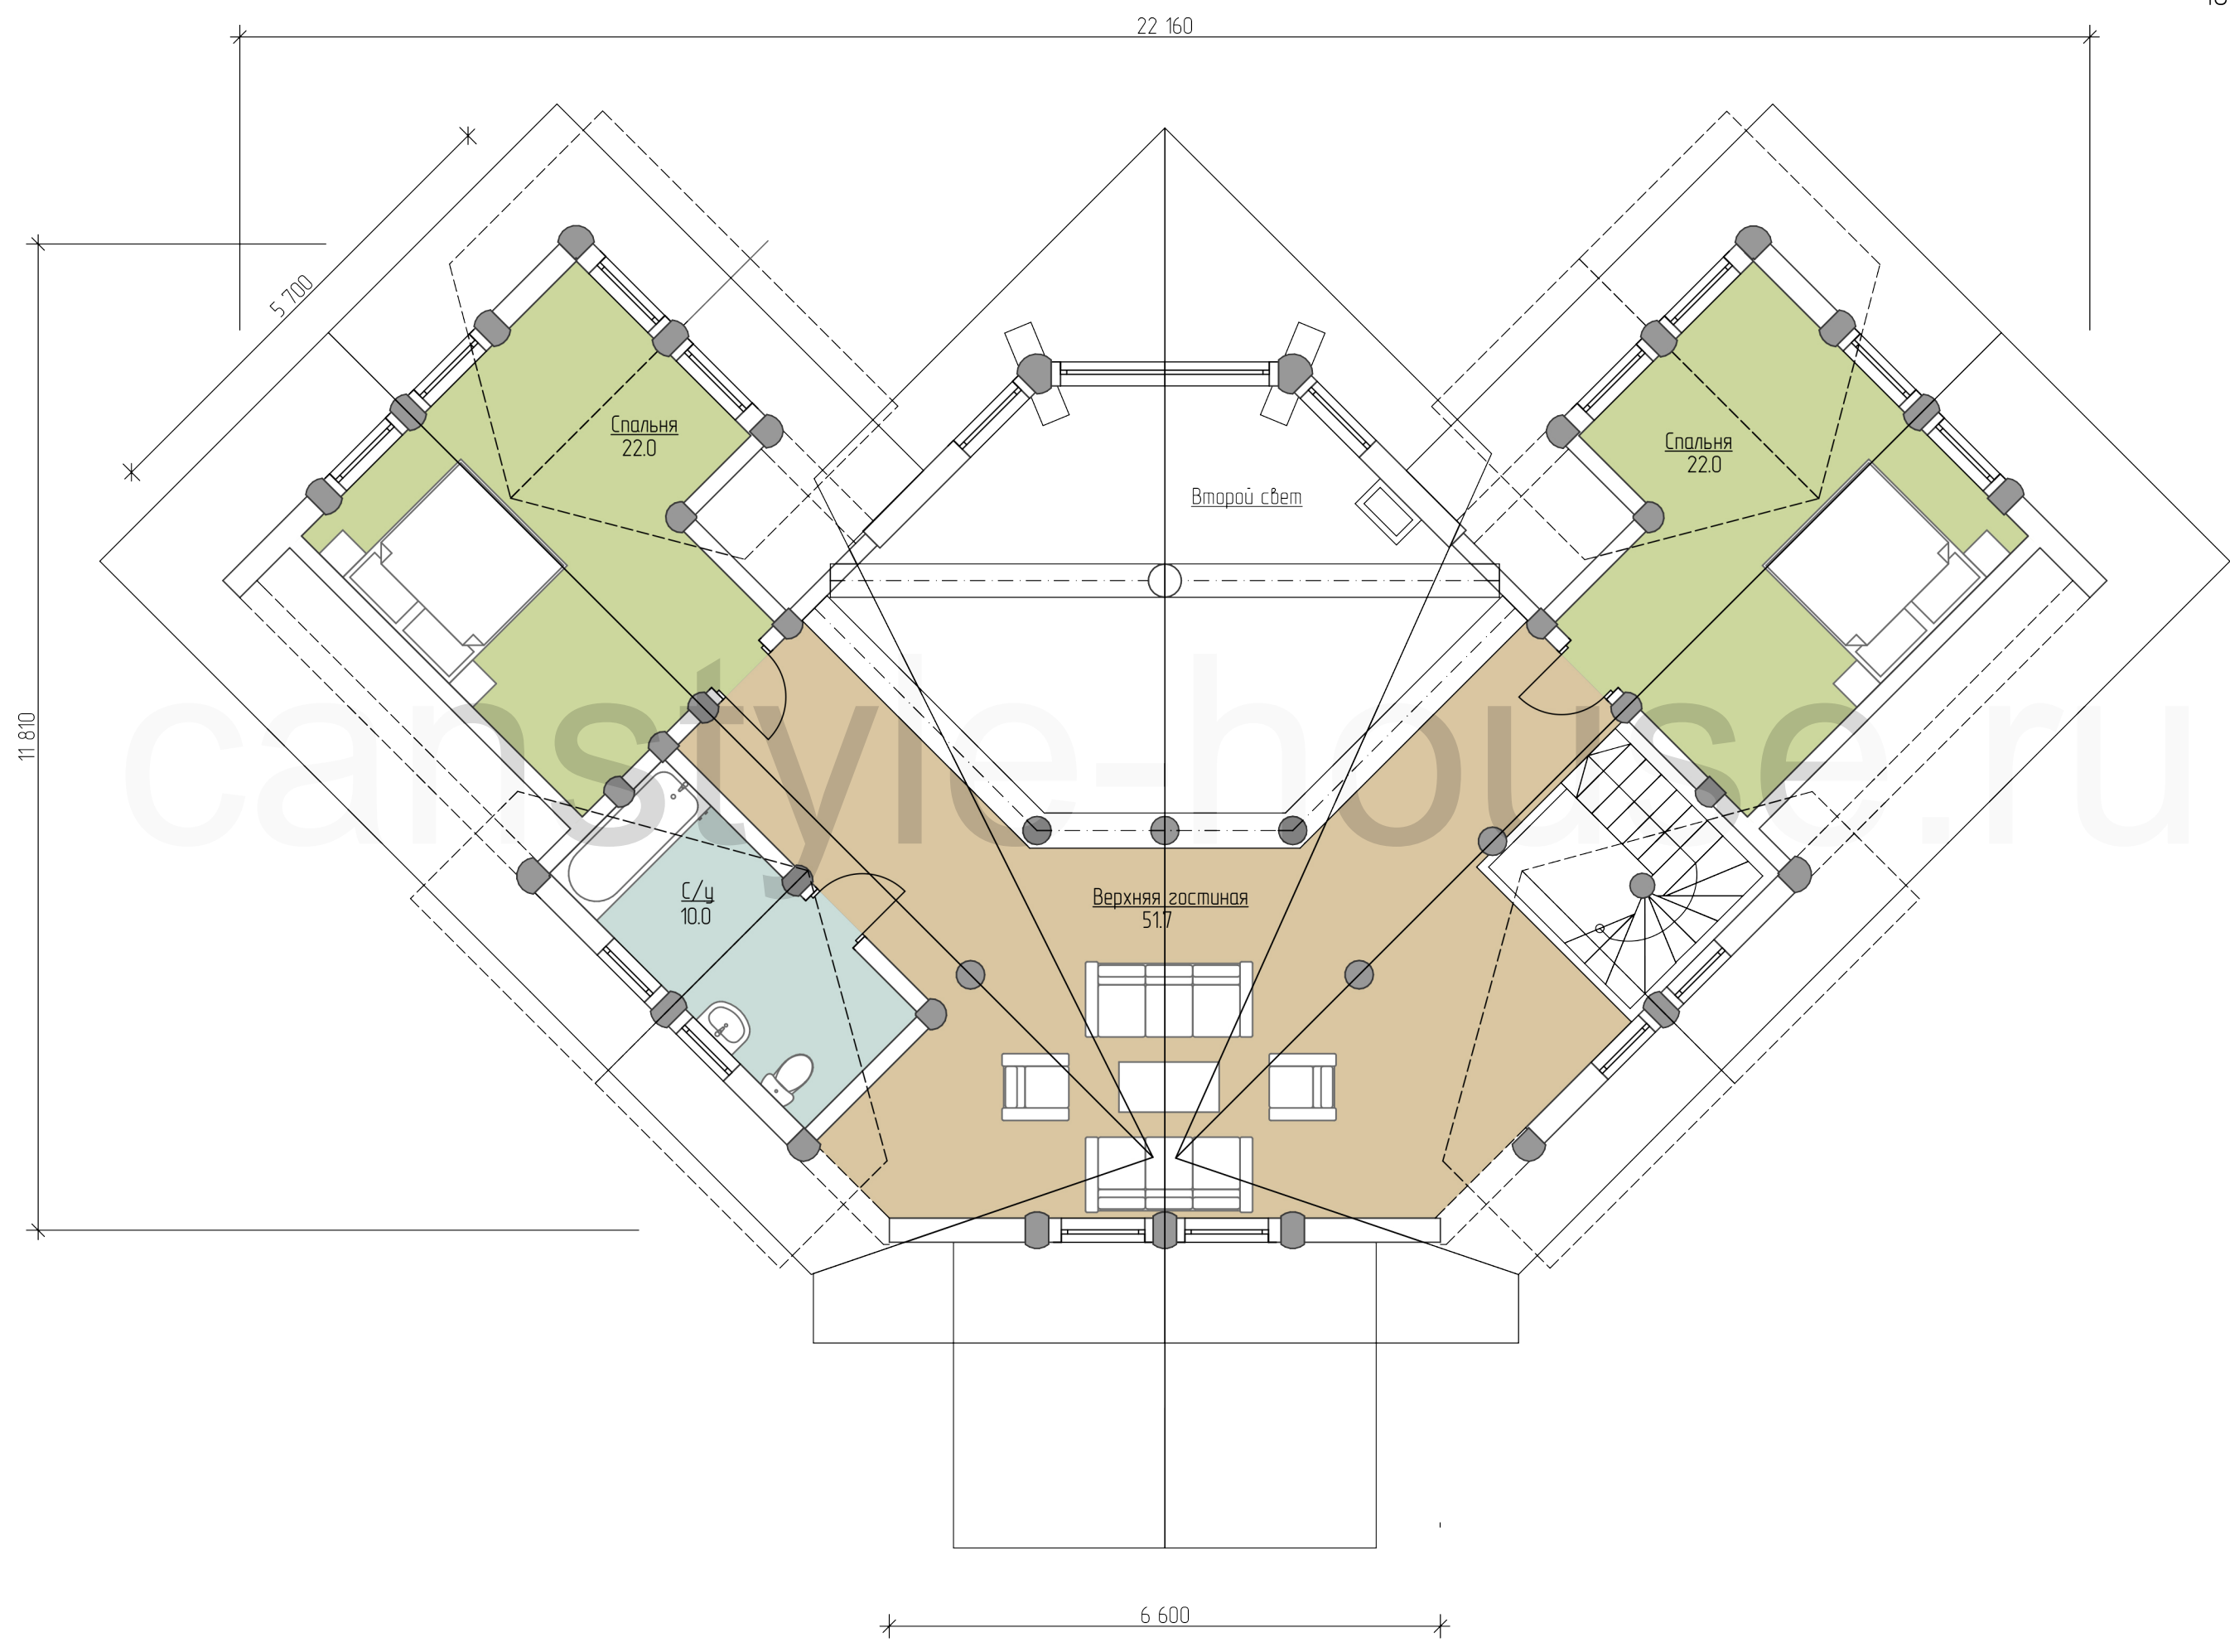 22 160
5 700
11 810
Спальня
22.0
Спальня
22.0
Второй свет
canstyle-house.ru
С/у
10.0
Верхняя гостиная
51.7
6 600